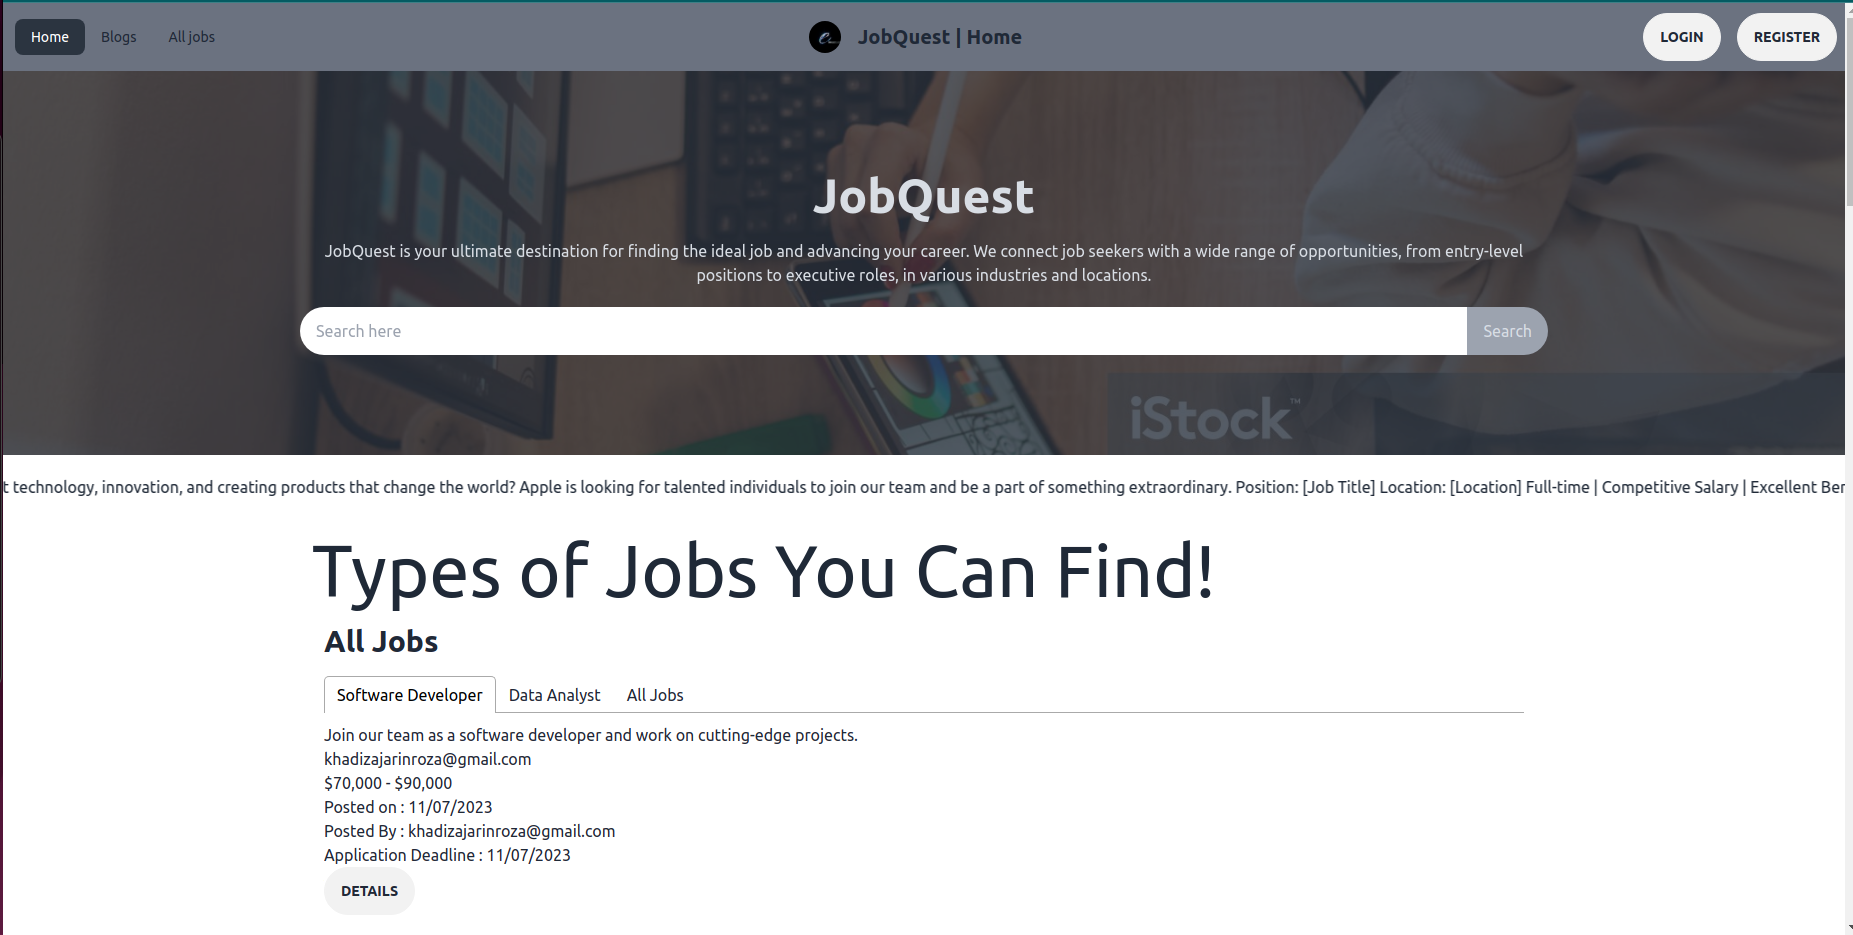 Home Blogs All jobs JobQuest | Home LOGIN REGISTER
JobQuest
JobQuest is your ultimate destination for finding the ideal job and advancing your career. We connect job seekers with a wide range of opportunities, from entry-level
positions to executive roles, in various industries and locations.
Search here Search
iStock™
t technology, innovation, and creating products that change the world? Apple is looking for talented individuals to join our team and be a part of something extraordinary. Position: [Job Title] Location: [Location] Full-time | Competitive Salary | Excellent Ber
Types of Jobs You Can Find!
All Jobs
Software Developer Data Analyst All Jobs
Join our team as a software developer and work on cutting-edge projects.
khadizajarinroza@gmail.com
$70,000 - $90,000
Posted on : 11/07/2023
Posted By : khadizajarinroza@gmail.com
Application Deadline : 11/07/2023
DETAILS